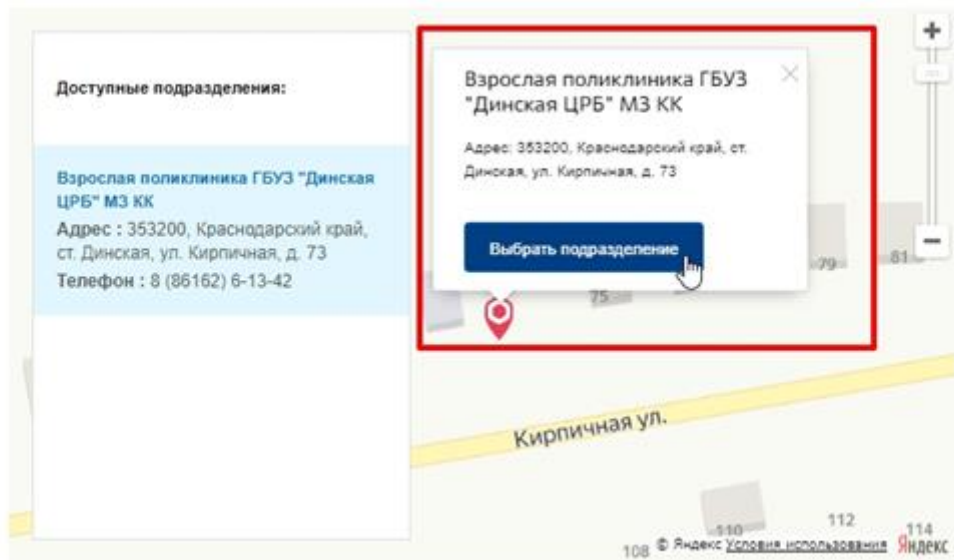 Доступные подразделения:
Взрослая поликлиника ГБУЗ "Динская
ЦРБ" МЗ КК
Адрес : 353200, Краснодарский край,
ст. Динская, ул. Кирпичная, д. 73
Телефон : 8 (86162) 6-13-42
Взрослая поликлиника ГБУЗ
"Динская ЦРБ" МЗ КК
Адрес: 353200, Краснодарский край, ст.
Динская, ул. Кирпичная, д. 73
Выбрать подразделение
75
79
81
Кирпичная ул.
108
110
112
114
© Яндекс Условия использования Яндекс